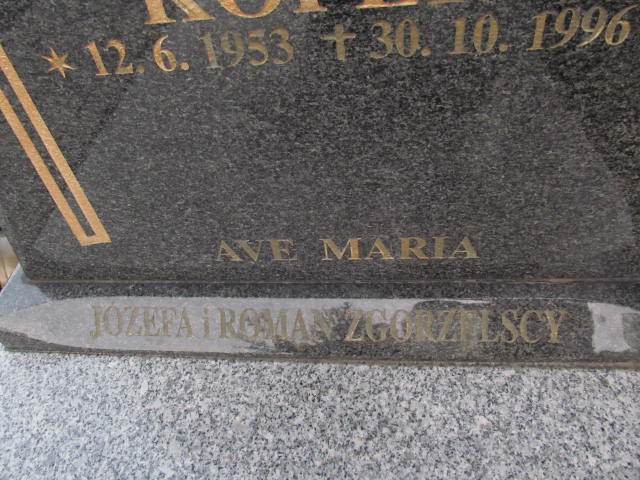 * 12. 6. 1953 † 30. 10. 1996
AVE MARIA
JÓZEFA i ROMAN ZGORZELSCY